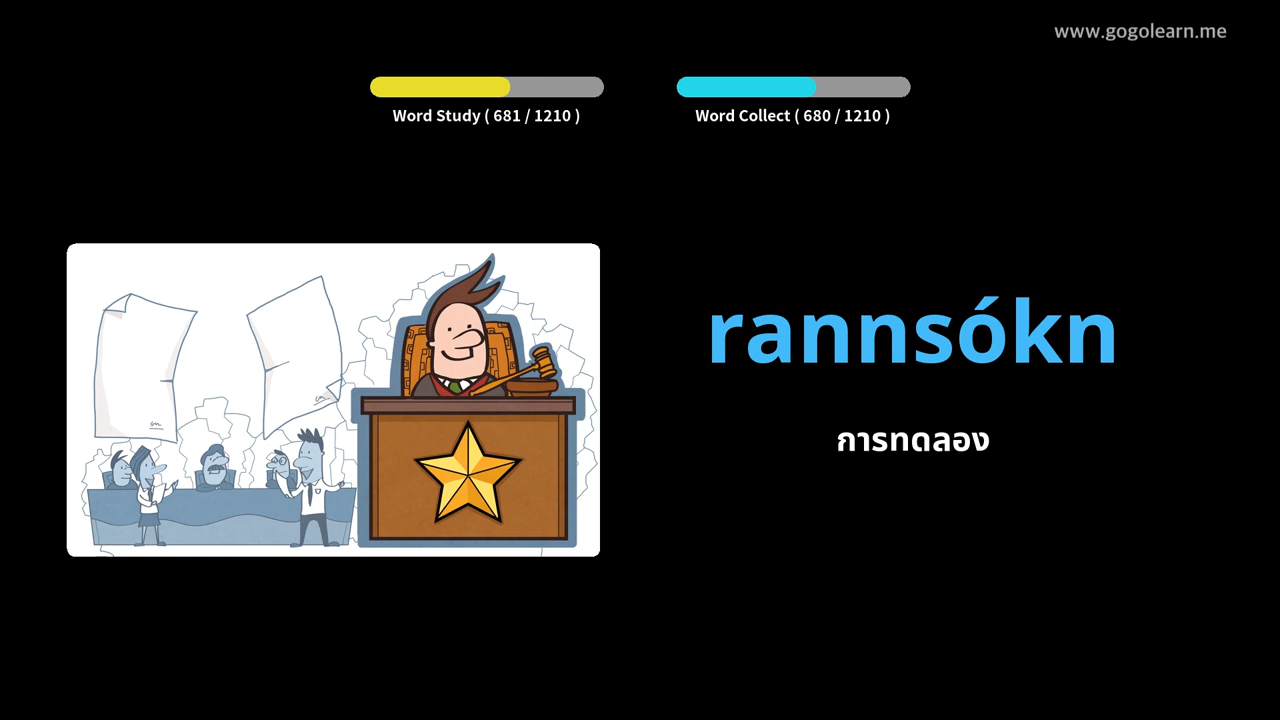 www.gogolearn.me
Word Study ( 681 / 1210 )
Word Collect ( 680 / 1210 )
rannsókn
การทดลอง